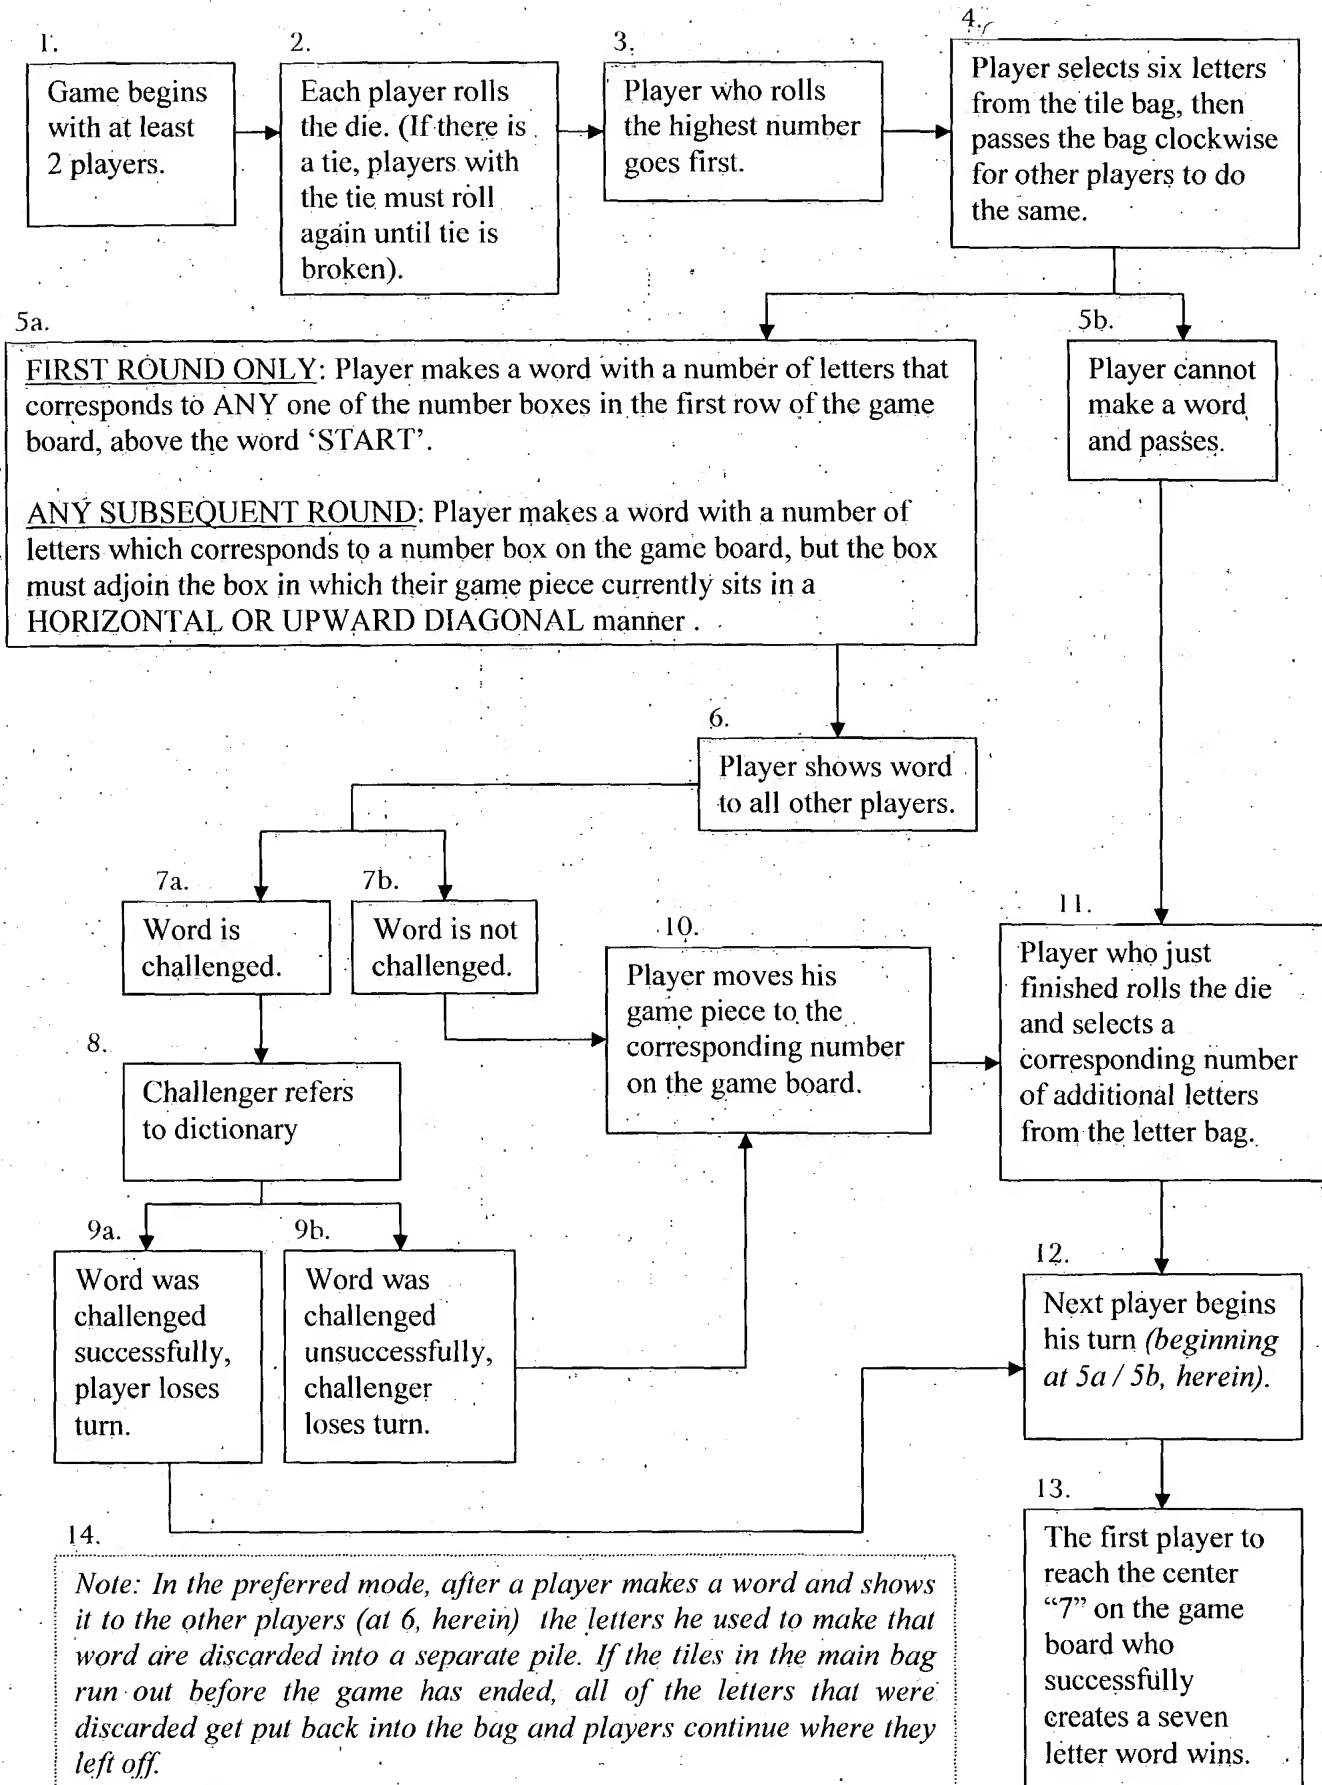 1.
Game begins
with at least
2 players.
2.
Each player rolls
the die. (If there is
a tie, players with
the tie must roll
again until tie is
broken).
3.
Player who rolls
the highest number
goes first.
4.
Player selects six letters
from the tile bag, then
passes the bag clockwise
for other players to do
the same.
5a.
FIRST ROUND ONLY: Player makes a word with a number of letters that
corresponds to ANY one of the number boxes in the first row of the game
board, above the word ‘START’.
ANY SUBSEQUENT ROUND: Player makes a word with a number of
letters which corresponds to a number box on the game board, but the box
must adjoin the box in which their game piece currently sits in a
HORIZONTAL OR UPWARD DIAGONAL manner .
5b.
Player cannot
make a word
and passes.
6.
Player shows word
to all other players.
7a.
Word is
challenged.
7b.
Word is not
challenged.
8.
Challenger refers
to dictionary
9a.
Word was
challenged
successfully,
player loses
turn.
9b.
Word was
challenged
unsuccessfully,
challenger
loses turn.
10.
Player moves his
game piece to the
corresponding number
on the game board.
11.
Player who just
finished rolls the die
and selects a
corresponding number
of additional letters
from the letter bag.
12.
Next player begins
his turn (beginning
at 5a / 5b, herein).
13.
The first player to
reach the center
“7” on the game
board who
successfully
creates a seven
letter word wins.
14.
Note: In the preferred mode, after a player makes a word and shows
it to the other players (at 6, herein) the letters he used to make that
word are discarded into a separate pile. If the tiles in the main bag
run out before the game has ended, all of the letters that were
discarded get put back into the bag and players continue where they
left off.